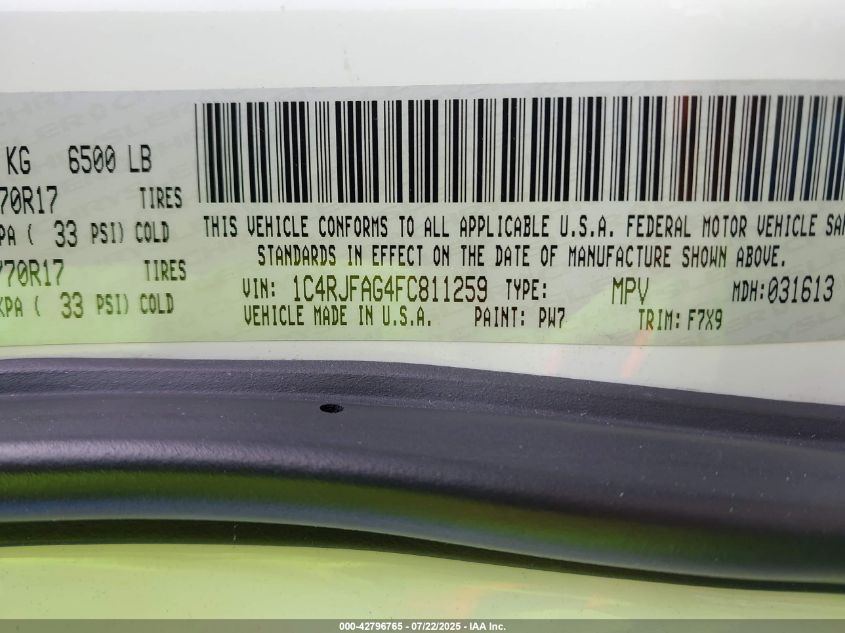 KG 6500 LB
70R17 TIRES
PA ( 33 PSI) COLD
/70R17 TIRES
KPA ( 33 PSI) COLD
THIS VEHICLE CONFORMS TO ALL APPLICABLE U.S.A. FEDERAL MOTOR VEHICLE SAF
STANDARDS IN EFFECT ON THE DATE OF MANUFACTURE SHOWN ABOVE.
VIN: 1C4RJFAG4FC811259 TYPE: MPV MDH:031613
VEHICLE MADE IN U.S.A. PAINT: PW7 TRIM: F7X9
000-42796765 - 07/22/2025 - IAA Inc.